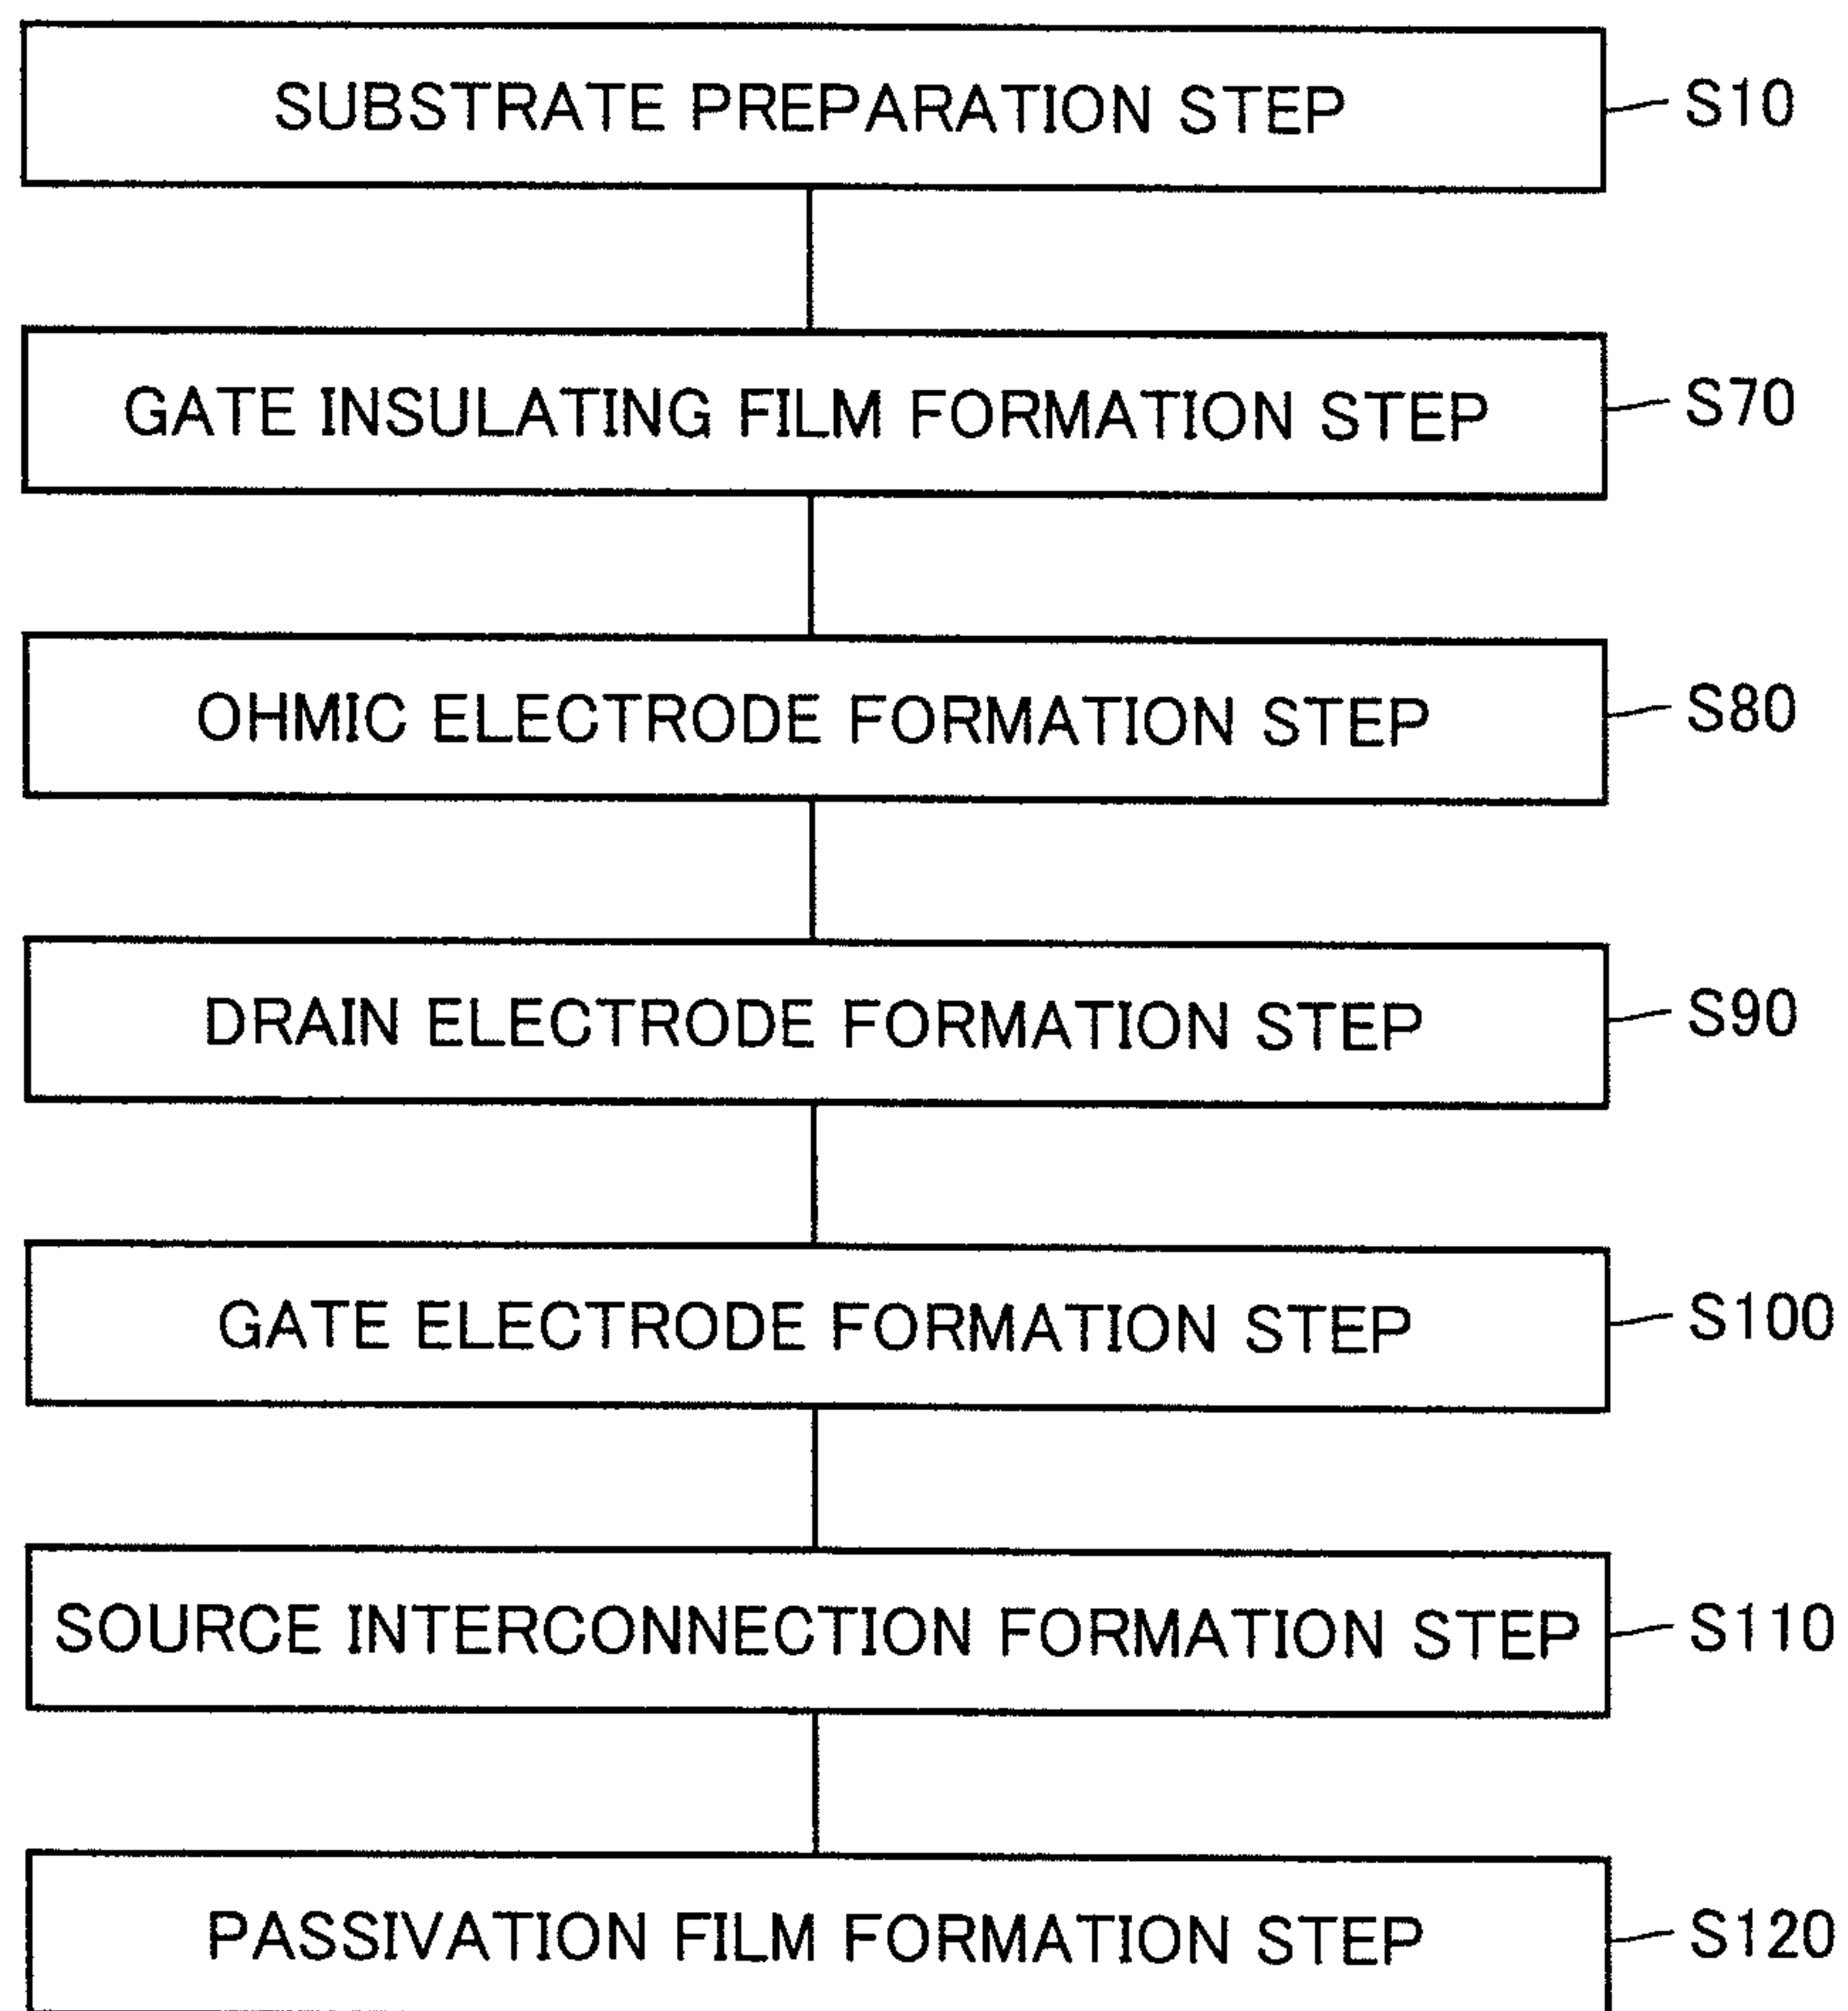 SUBSTRATE PREPARATION STEP S10
GATE INSULATING FILM FORMATION STEP S70
OHMIC ELECTRODE FORMATION STEP S80
DRAIN ELECTRODE FORMATION STEP S90
GATE ELECTRODE FORMATION STEP S100
SOURCE INTERCONNECTION FORMATION STEP S110
PASSIVATION FILM FORMATION STEP S120